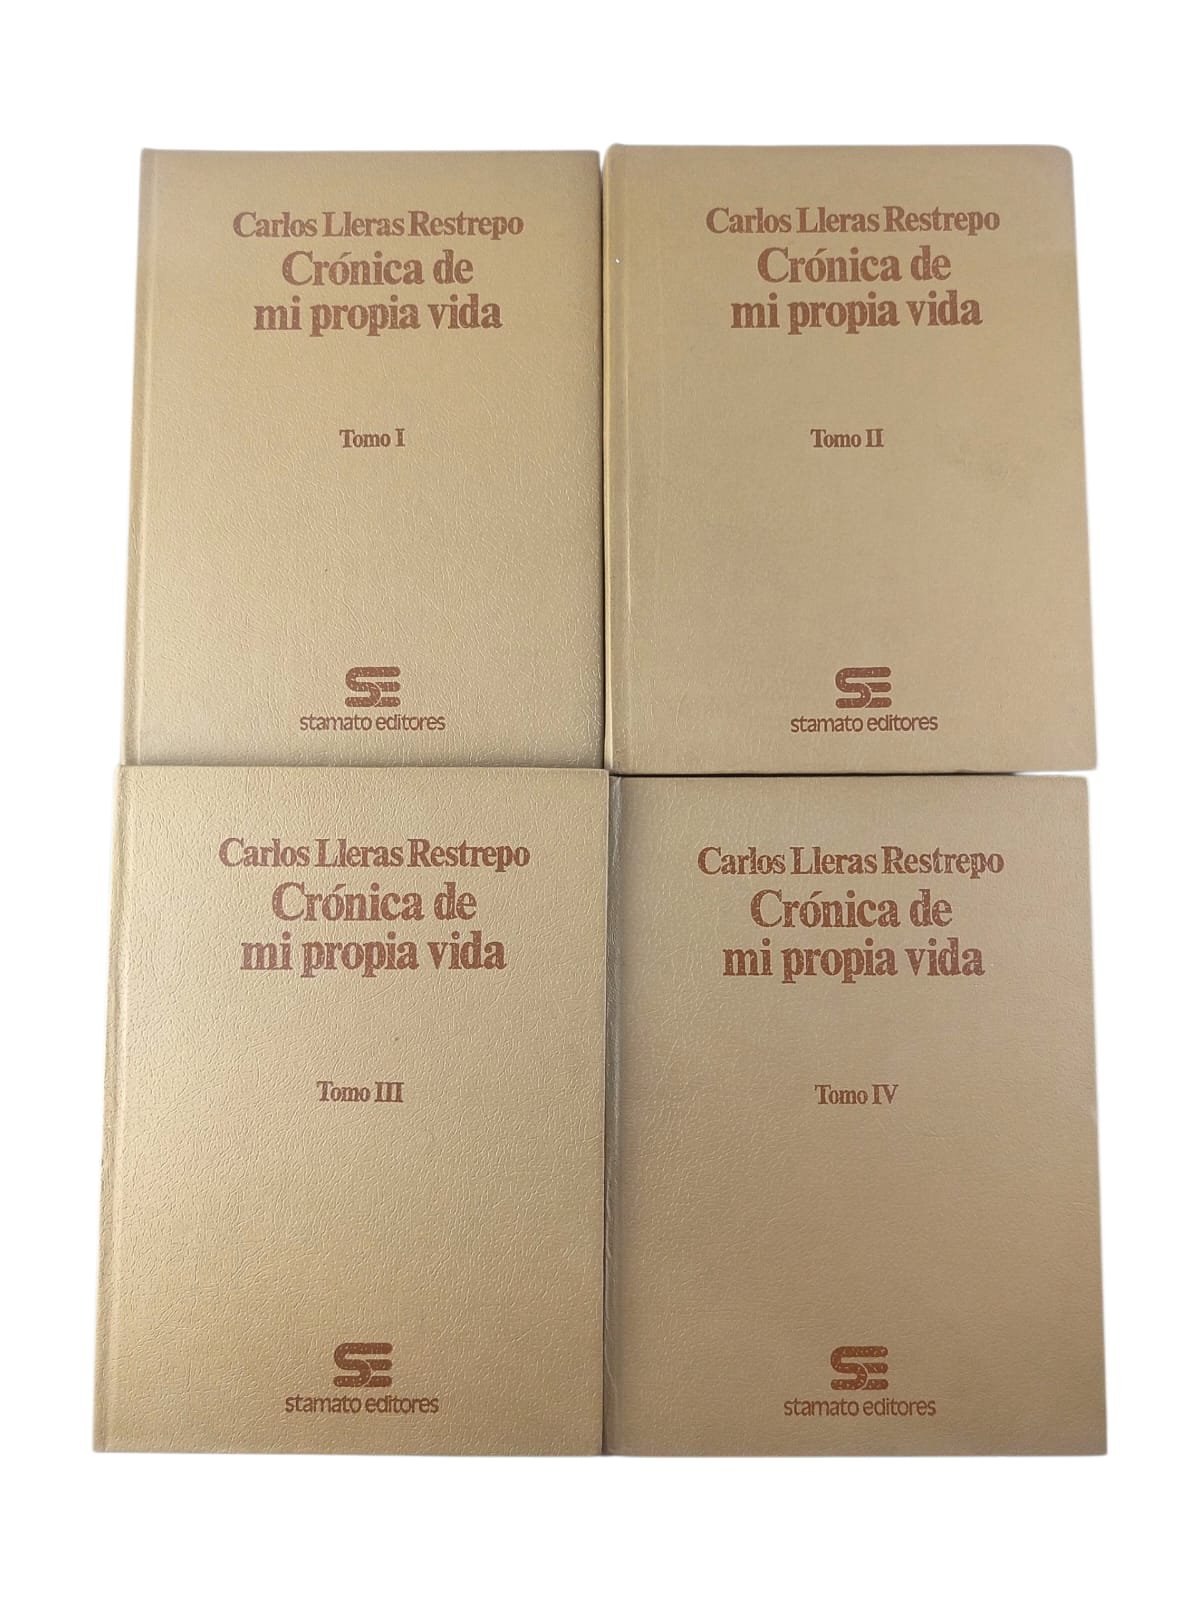 Carlos Lleras Restrepo
Crónica de
mi propia vida
Tomo I
SE
stamato editores
Carlos Lleras Restrepo
Crónica de
mi propia vida
Tomo II
SE
stamato editores
Carlos Lleras Restrepo
Crónica de
mi propia vida
Tomo III
SE
stamato editores
Carlos Lleras Restrepo
Crónica de
mi propia vida
Tomo IV
SE
stamato editores